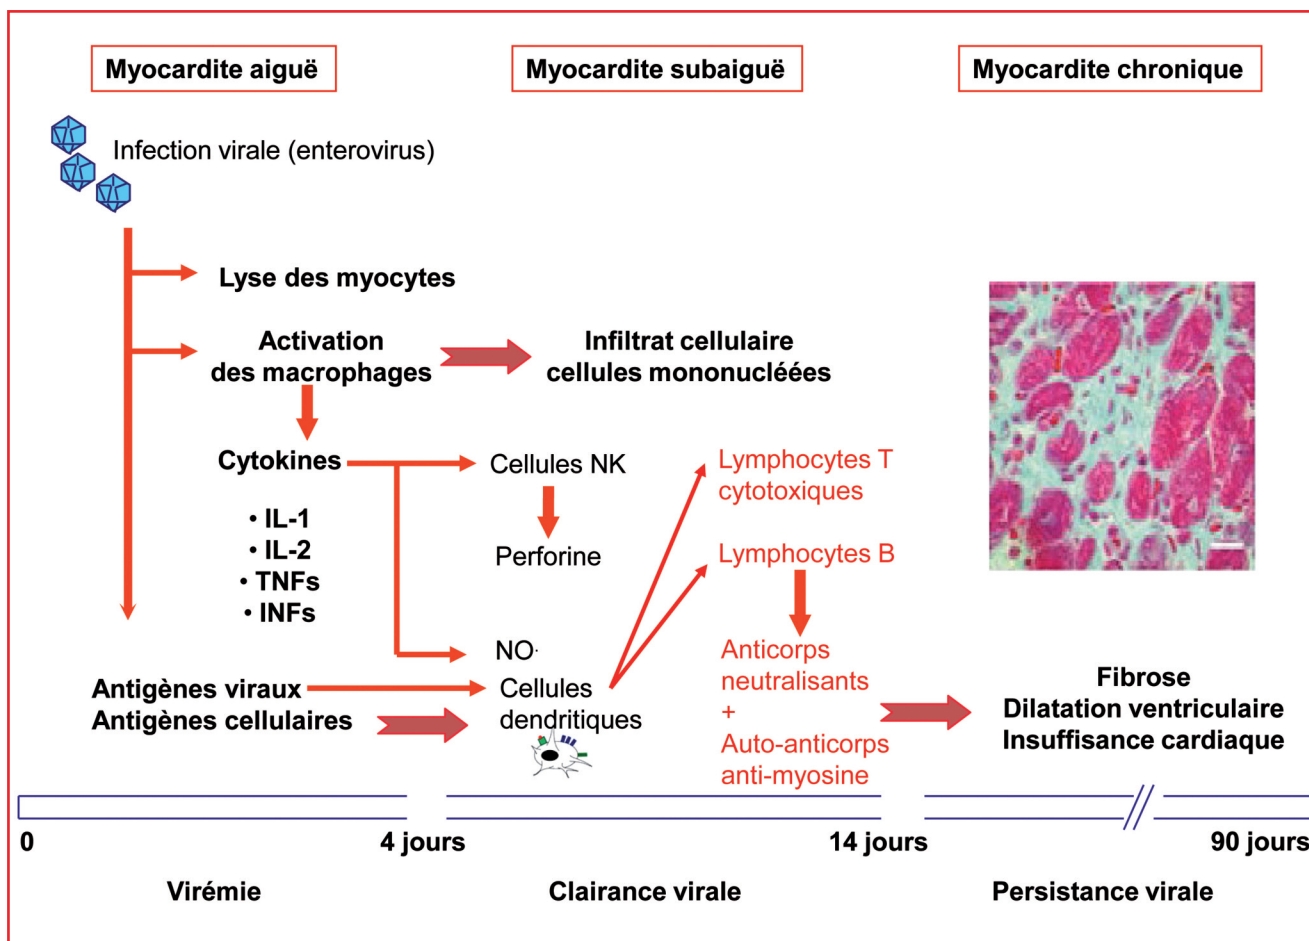 Myocardite aiguë
Myocardite subaiguë
Myocardite chronique
Infection virale (enterovirus)
Lyse des myocytes
Activation
des macrophages
Infiltrat cellulaire
cellules mononucléées
Cytokines
• IL-1
• IL-2
• TNFs
• INFs
Cellules NK
Perforine
NO·
Antigènes viraux
Antigènes cellulaires
Cellules
dendritiques
Lymphocytes T
cytotoxiques
Lymphocytes B
Anticorps
neutralisants
+
Auto-anticorps
anti-myosine
Fibrose
Dilatation ventriculaire
Insuffisance cardiaque
0
4 jours
14 jours
90 jours
Virémie
Clairance virale
Persistance virale